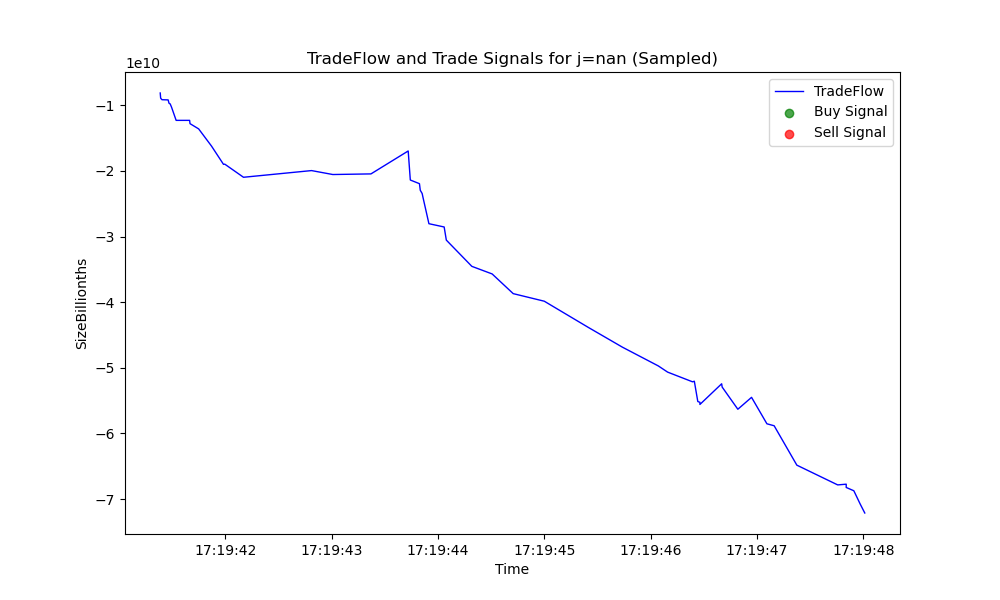 TradeFlow and Trade Signals for j=nan (Sampled)
1e10
TradeFlow
Buy Signal
Sell Signal
−1
−2
−3
−4
−5
−6
−7
SizeBillionths
17:19:42 17:19:43 17:19:44 17:19:45 17:19:46 17:19:47 17:19:48
Time